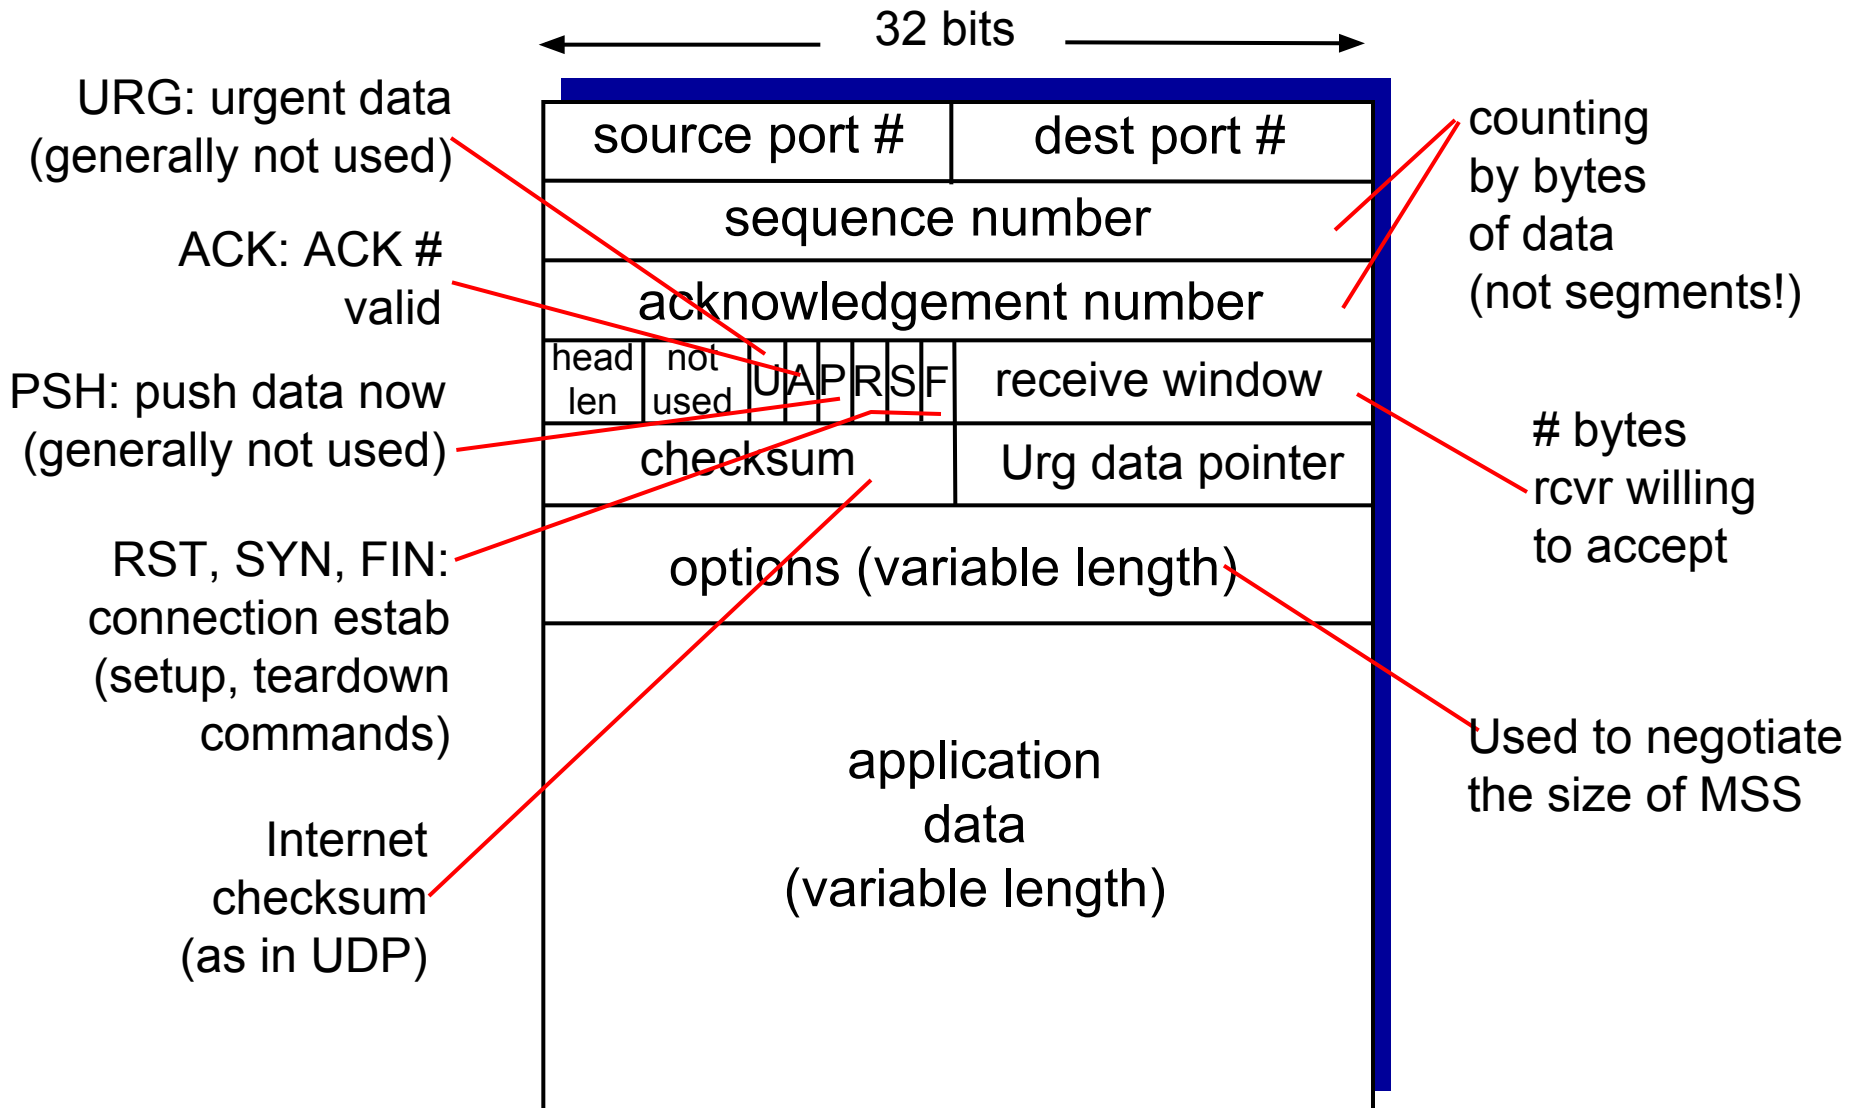 32 bits
URG: urgent data
(generally not used)
ACK: ACK #
valid
PSH: push data now
(generally not used)
RST, SYN, FIN:
connection estab
(setup, teardown
commands)
Internet
checksum
(as in UDP)
source port #
dest port #
sequence number
acknowledgement number
head
len
not
used
U
A
P
R
S
F
receive window
checksum
Urg data pointer
options (variable length)
application
data
(variable length)
counting
by bytes
of data
(not segments!)
# bytes
rcvr willing
to accept
Used to negotiate
the size of MSS